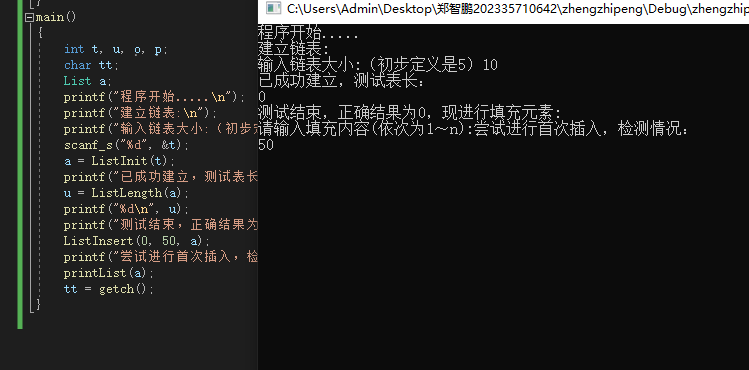 }
main()
{
int t, u, o, p;
char tt;
List a;
printf("程序开始.....\n");
printf("建立链表:\n");
printf("输入链表大小:（初步
scanf_s("%d", &t);
a = ListInit(t);
printf("已成功建立，测试表长
u = ListLength(a);
printf("%d\n", u);
printf("测试结束，正确结果为
ListInsert(0, 50, a);
printf("尝试进行首次插入，检
printList(a);
tt = getch();
}
C:\Users\Admin\Desktop\郑智鹏202335710642\zhengzhipeng\Debug\zhengzhip
程序开始.....
建立链表:
输入链表大小:（初步定义是5）10
已成功建立，测试表长:
0
测试结束，正确结果为0，现进行填充元素:
请输入填充内容(依次为1～n):尝试进行首次插入，检测情况:
50